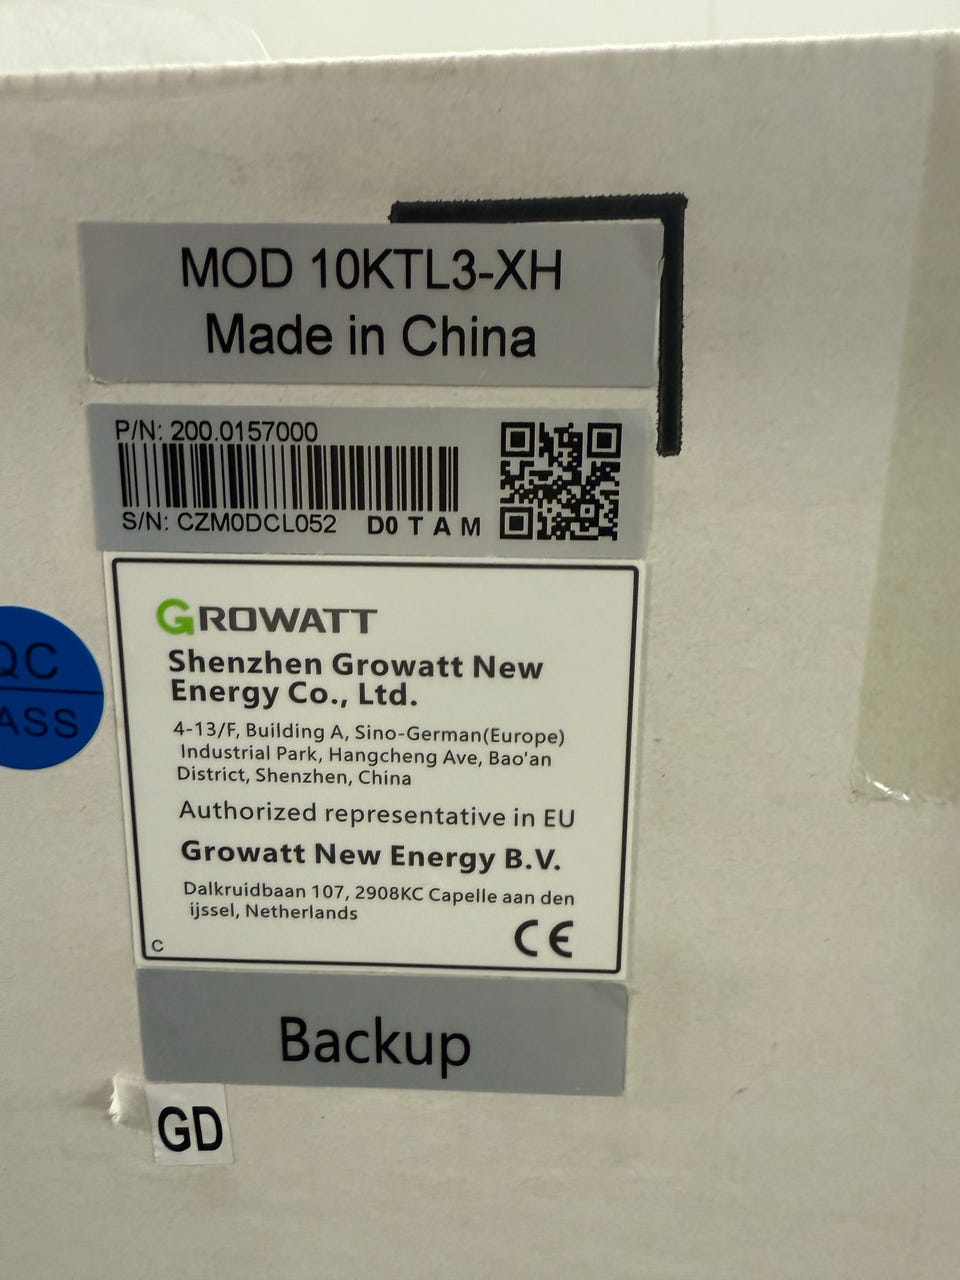 MOD 10KTL3-XH
Made in China
P/N: 200.0157000
S/N: CZM0DCL052 D0 T A M
QC
GROWATT
Shenzhen Growatt New
Energy Co., Ltd.
4-13/F, Building A, Sino-German(Europe)
Industrial Park, Hangcheng Ave, Bao'an
District, Shenzhen, China
Authorized representative in EU
Growatt New Energy B.V.
Dalkruidbaan 107, 2908KC Capelle aan den
ijssel, Netherlands
C
CE
Backup
GD